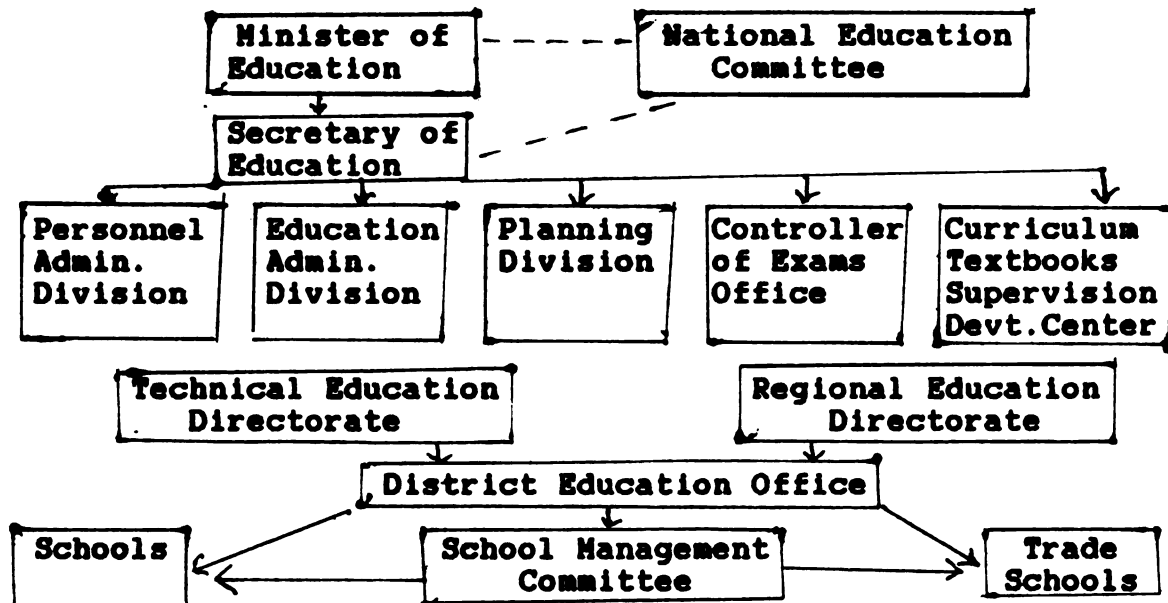 Minister of
Education
National Education
Committee
Secretary of
Education
Personnel
Admin.
Division
Education
Admin.
Division
Planning
Division
Controller
of Exams
Office
Curriculum
Textbooks
Supervision
Devt.Center
Technical Education
Directorate
Regional Education
Directorate
District Education Office
Schools
School Management
Committee
Trade
Schools